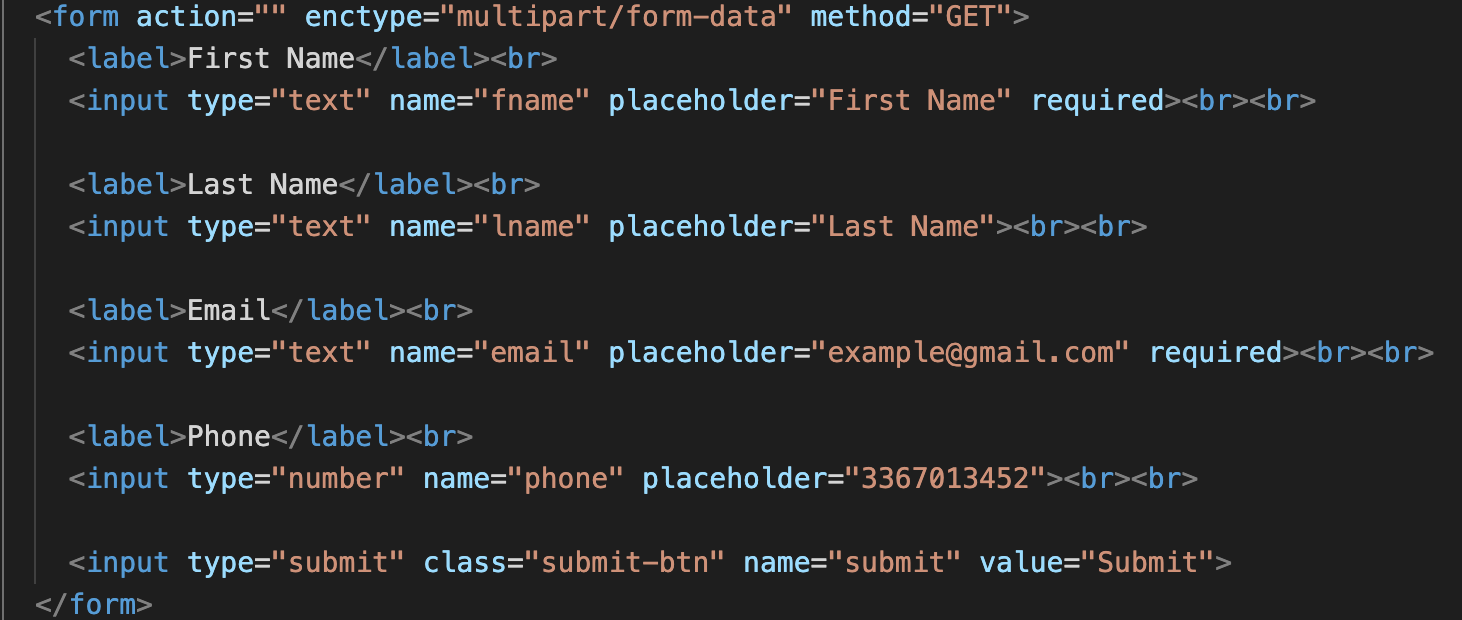 <form action="" enctype="multipart/form-data" method="GET">
<label>First Name</label><br>
<input type="text" name="fname" placeholder="First Name" required><br><br>
<label>Last Name</label><br>
<input type="text" name="lname" placeholder="Last Name"><br><br>
<label>Email</label><br>
<input type="text" name="email" placeholder="example@gmail.com" required><br><br>
<label>Phone</label><br>
<input type="number" name="phone" placeholder="3367013452"><br><br>
<input type="submit" class="submit-btn" name="submit" value="Submit">
</form>